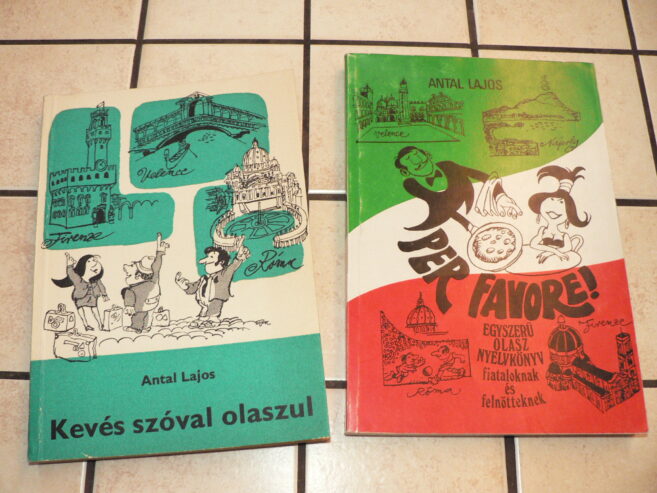 Velence
Firenze
Róma
Antal Lajos
Kevés szóval olaszul
ANTAL LAJOS
Velence
Nápoly
PER
FAVORE!
EGYSZERŰ
OLASZ
NYELVKÖNYV
fiataloknak
és
felnőtteknek
Firenze
Róma